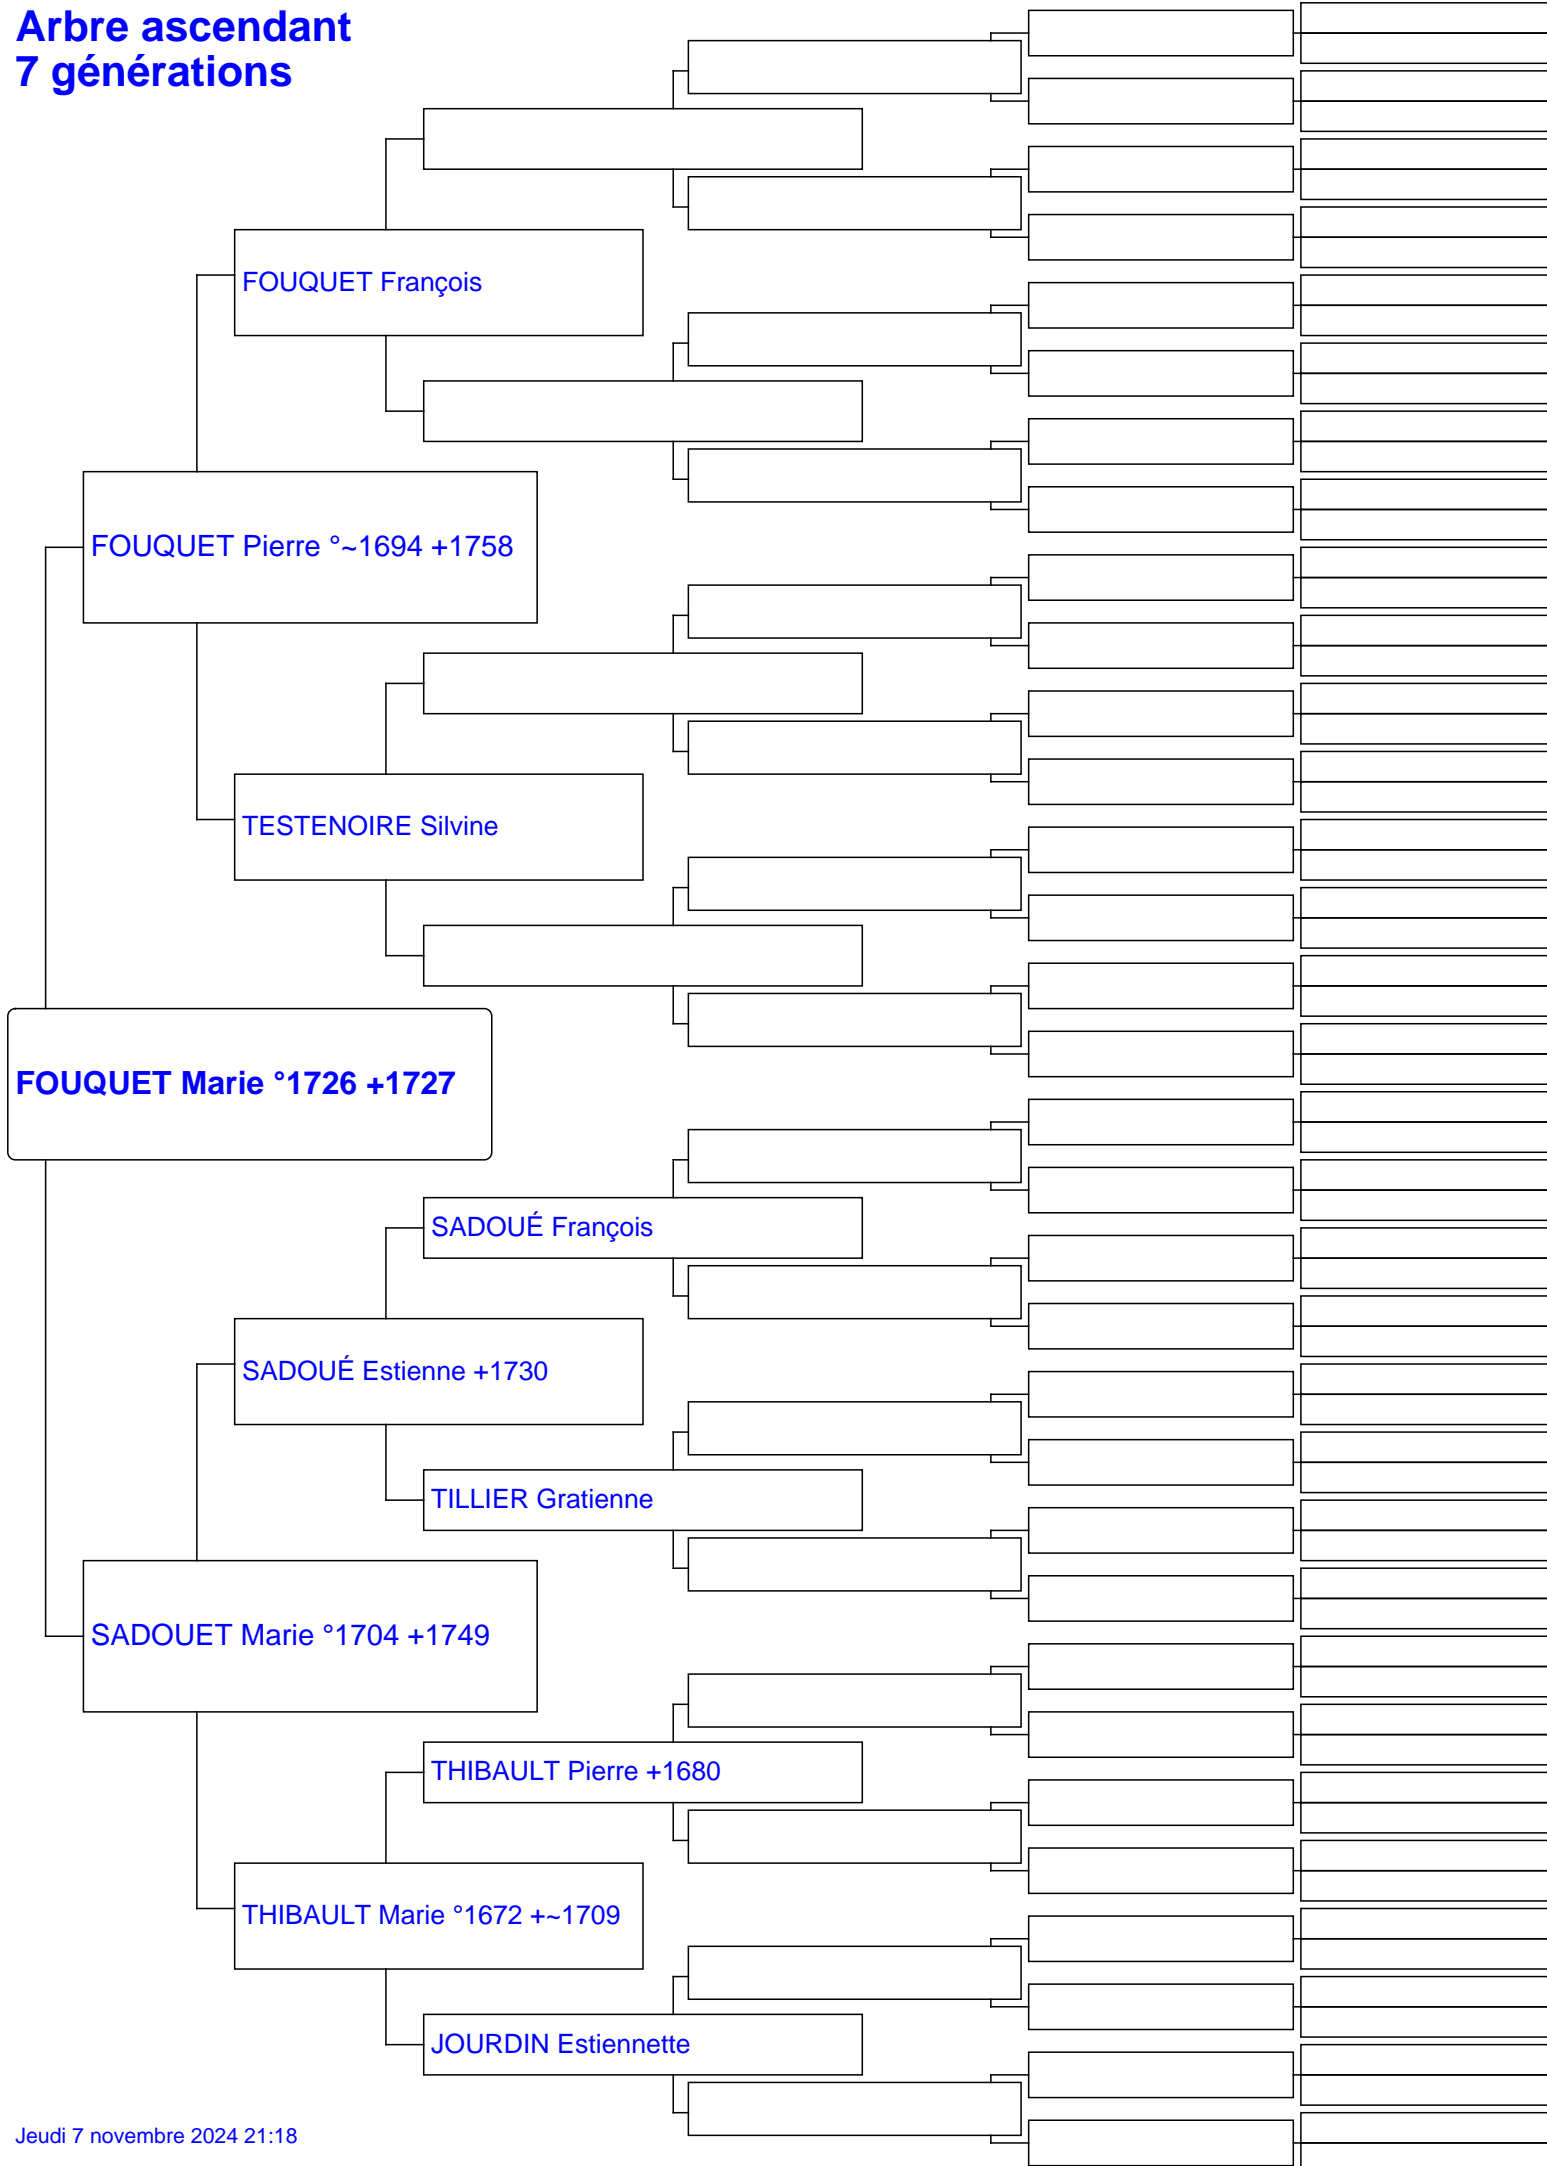 Arbre ascendant
7 générations
FOUQUET François
FOUQUET Pierre °~1694 +1758
TESTENOIRE Silvine
FOUQUET Marie °1726 +1727
SADOUÉ François
SADOUÉ Estienne +1730
TILLIER Gratienne
SADOUET Marie °1704 +1749
THIBAULT Pierre +1680
THIBAULT Marie °1672 +~1709
JOURDIN Estiennette
Jeudi 7 novembre 2024 21:18